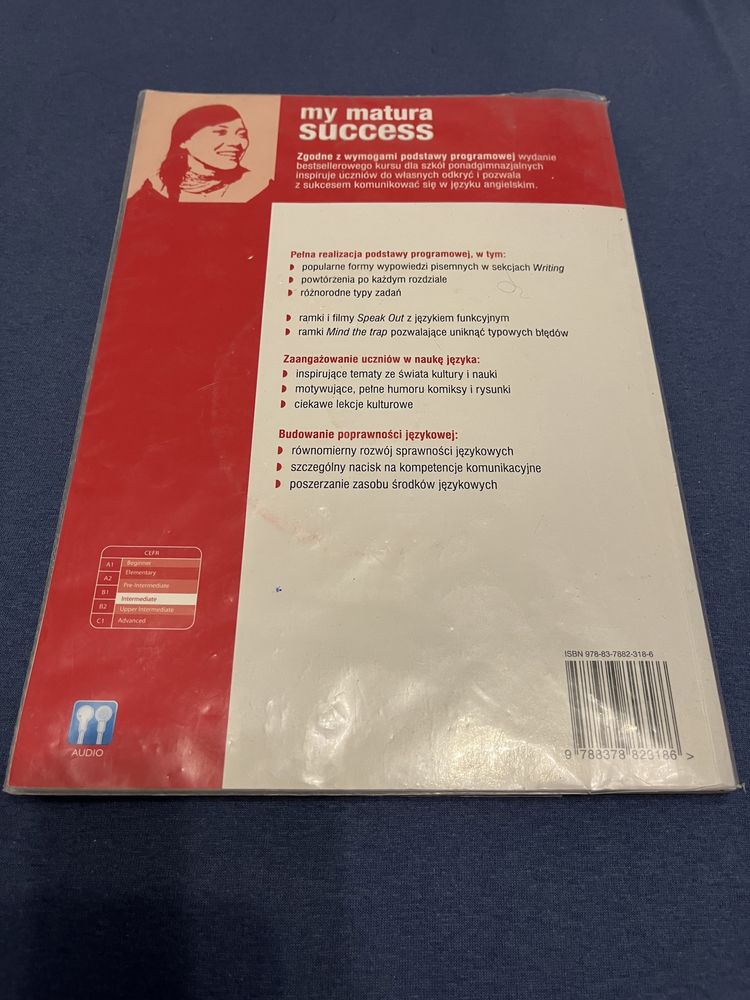 my matura
success
Zgodne z wymogami podstawy programowej wydanie
bestsellerowego kursu dla szkół ponadgimnazjalnych
inspiruje uczniów do własnych odkryć i pozwala
z sukcesem komunikować się w języku angielskim.
Pełna realizacja podstawy programowej, w tym:
popularne formy wypowiedzi pisemnych w sekcjach Writing
powtórzenia po każdym rozdziale
różnorodne typy zadań
ramki i filmy Speak Out z językiem funkcyjnym
ramki Mind the trap pozwalające uniknąć typowych błędów
Zaangażowanie uczniów w naukę języka:
inspirujące tematy ze świata kultury i nauki
motywujące, pełne humoru komiksy i rysunki
ciekawe lekcje kulturowe
Budowanie poprawności językowej:
równomierny rozwój sprawności językowych
szczególny nacisk na kompetencje komunikacyjne
poszerzanie zasobu środków językowych
CEFR
A1 Beginner
Elementary
A2
Pre-Intermediate
B1
Intermediate
B2
Upper Intermediate
C1 Advanced
AUDIO
ISBN 978-83-7882-318-6
9 788378 823186 >